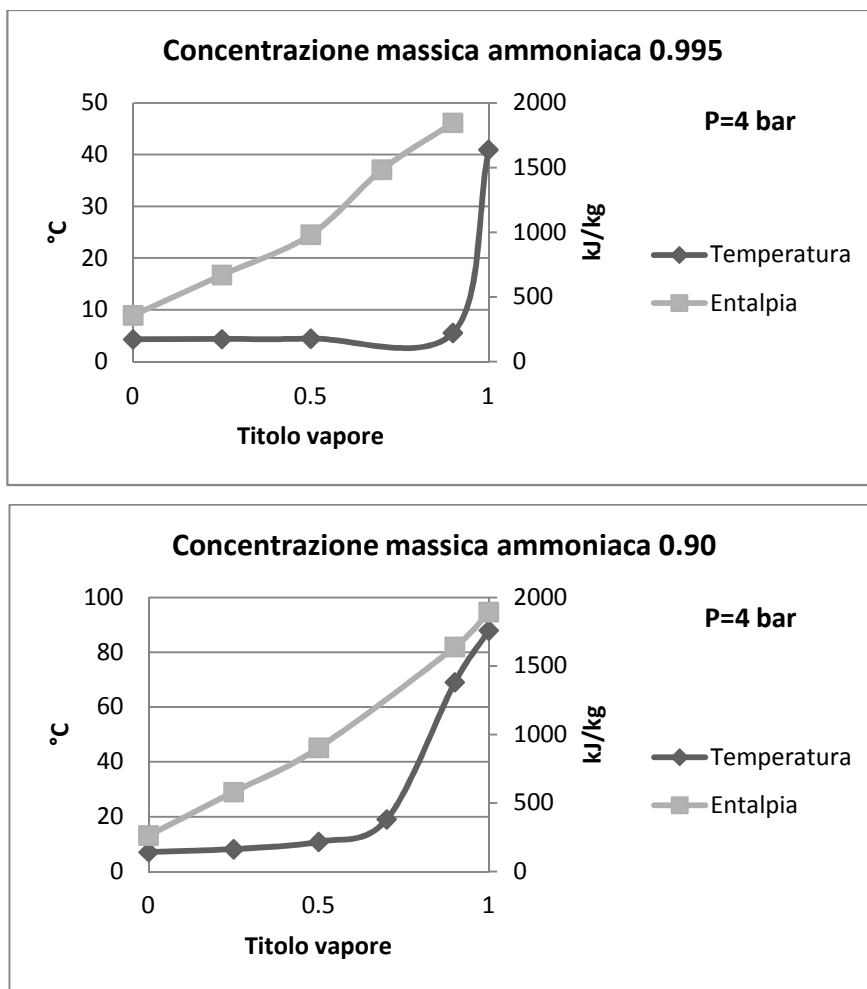 Concentrazione massica ammoniaca 0.995
P=4 bar
50
40
30
20
10
0
°C
2000
1500
1000
500
0
kJ/kg
0
0.5
1
Titolo vapore
Temperatura
Entalpia
Concentrazione massica ammoniaca 0.90
P=4 bar
100
80
60
40
20
0
°C
2000
1500
1000
500
0
kJ/kg
0
0.5
1
Titolo vapore
Temperatura
Entalpia